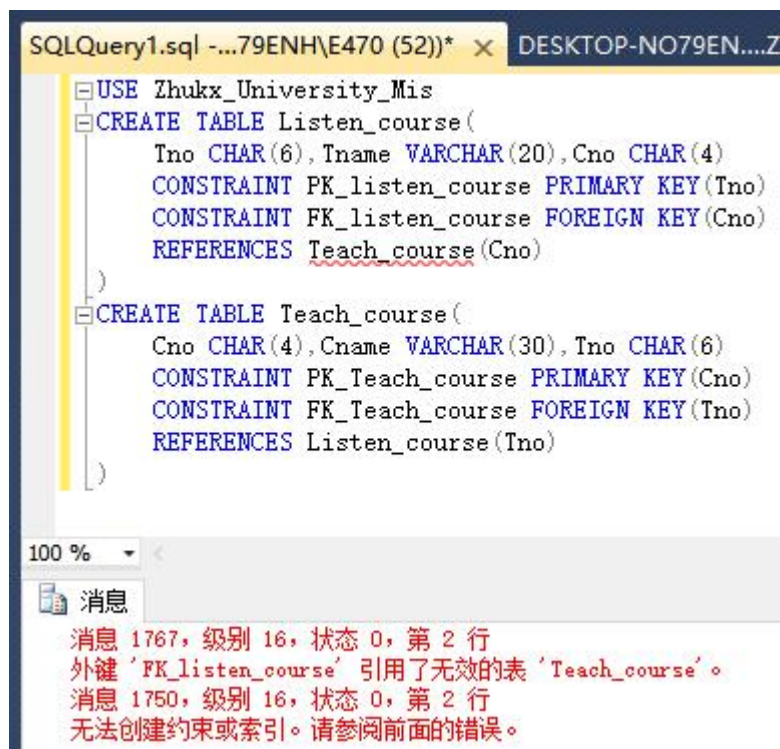 SQLQuery1.sql -...79ENH\E470 (52))* × DESKTOP-NO79EN....Z
USE Zhukx_University_Mis
CREATE TABLE Listen_course(
Tno CHAR(6),Tname VARCHAR(20),Cno CHAR(4)
CONSTRAINT PK_listen_course PRIMARY KEY(Tno)
CONSTRAINT FK_listen_course FOREIGN KEY(Cno)
REFERENCES Teach_course(Cno)
)
CREATE TABLE Teach_course(
Cno CHAR(4),Cname VARCHAR(30),Tno CHAR(6)
CONSTRAINT PK_Teach_course PRIMARY KEY(Cno)
CONSTRAINT FK_Teach_course FOREIGN KEY(Tno)
REFERENCES Listen_course(Tno)
)
100 %
消息
消息 1767，级别 16，状态 0，第 2 行
外键 'FK_listen_course' 引用了无效的表 'Teach_course'。
消息 1750，级别 16，状态 0，第 2 行
无法创建约束或索引。请参阅前面的错误。